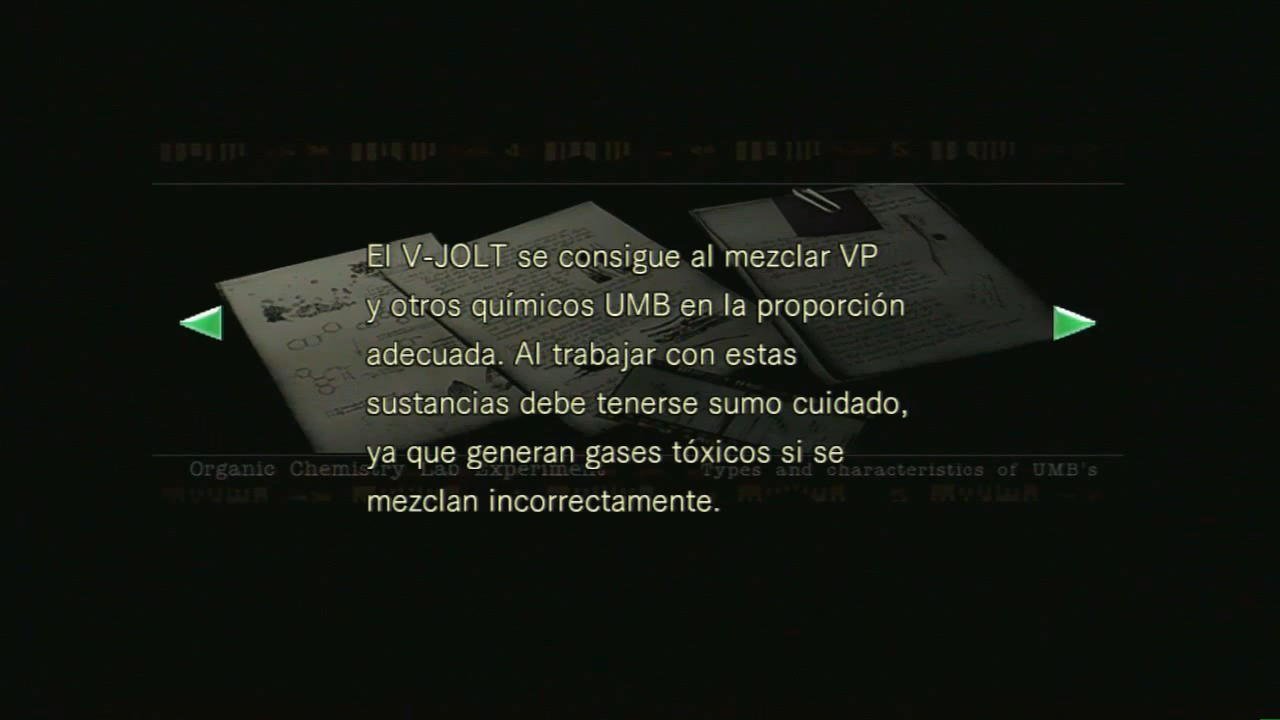 El V-JOLT se consigue al mezclar VP
y otros químicos UMB en la proporción
adecuada. Al trabajar con estas
sustancias debe tenerse sumo cuidado,
ya que generan gases tóxicos si se
mezclan incorrectamente.
Organic Chemistry Lab Experiment Types and characteristics of UMB's